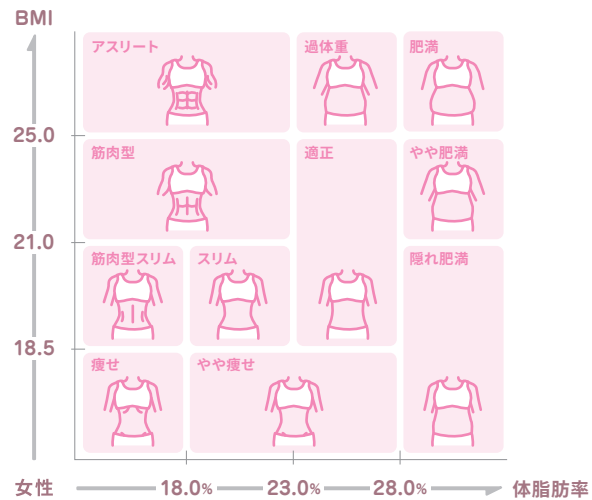 BMI
アスリート
過体重
肥満
25.0
筋肉型
適正
やや肥満
21.0
筋肉型スリム
スリム
隠れ肥満
18.5
痩せ
やや痩せ
女性
18.0%
23.0%
28.0%
体脂肪率